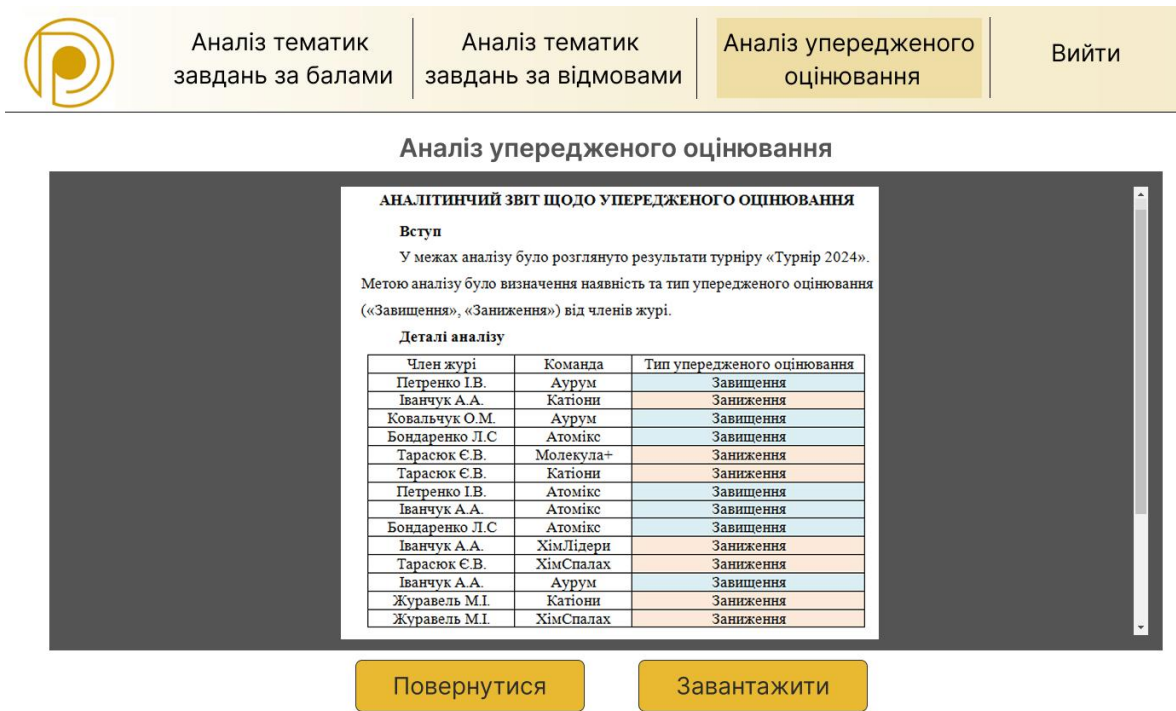 Аналіз тематик
завдань за балами
Аналіз тематик
завдань за відмовами
Аналіз упередженого
оцінювання
Вийти
Аналіз упередженого оцінювання
АНАЛІТИНЧИЙ ЗВІТ ЩОДО УПЕРЕДЖЕНОГО ОЦІНЮВАННЯ
Вступ
У межах аналізу було розглянуто результати турніру «Турнір 2024».
Метою аналізу було визначення наявність та тип упередженого оцінювання
(«Завищення», «Заниження») від членів журі.
Деталі аналізу
Член журі Команда Тип упередженого оцінювання
Петренко І.В. Аурум Завищення
Іванчук А.А. Катіони Заниження
Ковальчук О.М. Аурум Завищення
Бондаренко Л.С Атомікс Завищення
Тарасюк Є.В. Молекула+ Заниження
Тарасюк Є.В. Катіони Заниження
Петренко І.В. Атомікс Завищення
Іванчук А.А. Атомікс Завищення
Бондаренко Л.С Атомікс Завищення
Іванчук А.А. ХімЛідери Заниження
Тарасюк Є.В. ХімСпалах Заниження
Іванчук А.А. Аурум Завищення
Журавель М.І. Катіони Заниження
Журавель М.І. ХімСпалах Заниження
Повернутися
Завантажити